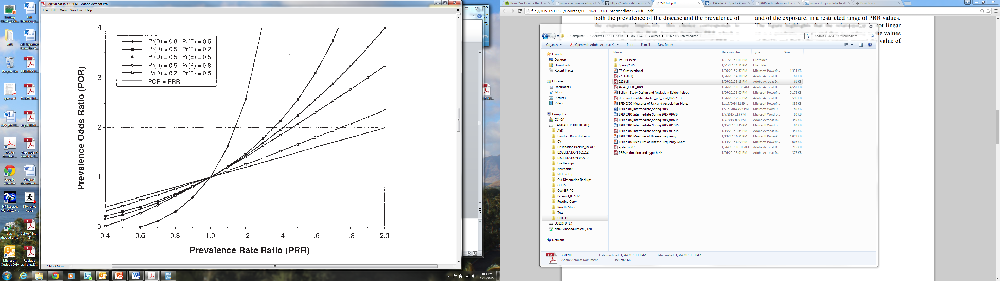 Seating
Charts_Luib...
Exit
Interview_1...
Refs
AJE Signature
Form Rev 4...
Recycle Bin
1308016CH...
sper w-9
OAMS-308...
APP_INSTR...
ehp.140861...
Adobe
Acrobat ...
Alexander A
Guide to R...
Google
Chrome
Original
documents...
HP LaserJet
400 M401 - ...
BPA pilot
code
data
(hsc.ad.unt...
Schopf_Int...
(1)
Microsoft
Outlook 2010
Robledo
etal_ehp.13...
220.full.pdf (SECURED) - Adobe Acrobat Pro
File Edit View Window Help
Pr(D) = 0.8 Pr(E) = 0.5
Pr(D) = 0.5 Pr(E) = 0.2
Pr(D) = 0.5 Pr(E) = 0.5
Pr(D) = 0.5 Pr(E) = 0.8
Pr(D) = 0.2 Pr(E) = 0.5
POR = PRR
Prevalence Odds Ratio (POR)
4
3
2
1
0
0.4 0.6 0.8 1.0 1.2 1.4 1.6 1.8 2.0
Prevalence Rate Ratio (PRR)
7.44 x 9.67 in
ny
47°
TX
1843...
4:13 PM
1/26/2015
Burn One Down - Ben Ha
www.med.wayne.edu/pdf
https://web.cs.dal.ca/~na
220.full.pdf
CTSPedia: CTSpedia.Preva
PRRs estimation and hypo
www.cdc.gov/globalhealt
Downloads
file:///D:/UNTHSC/Courses/EPID%205310_Intermediate/220.full.pdf
both the prevalence of the disease and the prevalence of
and of the exposure, in a restricted range of PRR values.
ot linear
ne values
value of
Computer CANDACE ROBLEDO (D:) UNTHSC Courses EPID 5310_Intermediate
Search EPID 5310_Intermediate
Organize Open with Adobe Acrobat XI Print E-mail New folder
Favorites
Desktop
Downloads
Recent Places
Libraries
Documents
Music
Pictures
Videos
Computer
OS (C:)
CANDACE ROBLEDO (D:)
AirD
Candace Robledo Exam
CV
Dissertation Backup_080812
DISSERTATION_081312
DISSERTATION_082712
File Backups
New folder
NIH Laptop
Old Dissertation Backups
OUHSC
OWNER-PC
Personal_082712
Reading Copy
Rosetta Stone
Test
UNTHSC
USB20FD (E:)
data (\\hsc.ad.unt.edu) (Z:)
Network
Name Date modified Type Size
Int_EPI_Peck 1/21/2015 1:11 PM File folder
Spring 2015 1/21/2015 1:31 PM File folder
07-Crosssectional 1/26/2015 2:57 PM Microsoft PowerP... 1,334 KB
220.full (1) 1/26/2015 4:10 PM Adobe Acrobat D... 61 KB
220.full 1/26/2015 3:13 PM Adobe Acrobat D... 61 KB
46347_CH03_4849 1/26/2015 10:32 AM Adobe Acrobat D... 4,551 KB
Bellan - Study Design and Analysis in Epidemiology 1/26/2015 3:05 PM Microsoft PowerP... 5,173 KB
desc-and-analytic-studies_ppt_final_09252013 1/26/2015 2:57 PM Adobe Acrobat D... 596 KB
EPID 5300_Measures of Risk and Association_Notes 11/17/2014 12:49 ... Microsoft PowerP... 835 KB
EPID 5310_Intermediate_Spring 2015 12/15/2014 4:23 PM Microsoft Word D... 80 KB
EPID 5310_Intermediate_Spring 2015_010714 1/7/2015 5:19 PM Microsoft Word D... 80 KB
EPID 5310_Intermediate_Spring 2015_010714 1/7/2015 5:20 PM Adobe Acrobat D... 350 KB
EPID 5310_Intermediate_Spring 2015_011515 1/15/2015 3:45 PM Microsoft Word D... 80 KB
EPID 5310_Intermediate_Spring 2015_011515 1/15/2015 3:54 PM Adobe Acrobat D... 351 KB
EPID 5310_Measures of Disease Frequency 1/13/2015 6:21 PM Microsoft PowerP... 1,023 KB
EPID 5310_Measures of Disease Frequency_Short 1/13/2015 6:22 PM Microsoft PowerP... 608 KB
epilesson02 1/26/2015 10:31 AM Adobe Acrobat D... 215 KB
PRRs estimation and hypothesis 1/26/2015 3:01 PM Adobe Acrobat D... 377 KB
220.full Date modified: 1/26/2015 3:13 PM Date created: 1/26/2015 3:13 PM
Adobe Acrobat Document Size: 60.8 KB